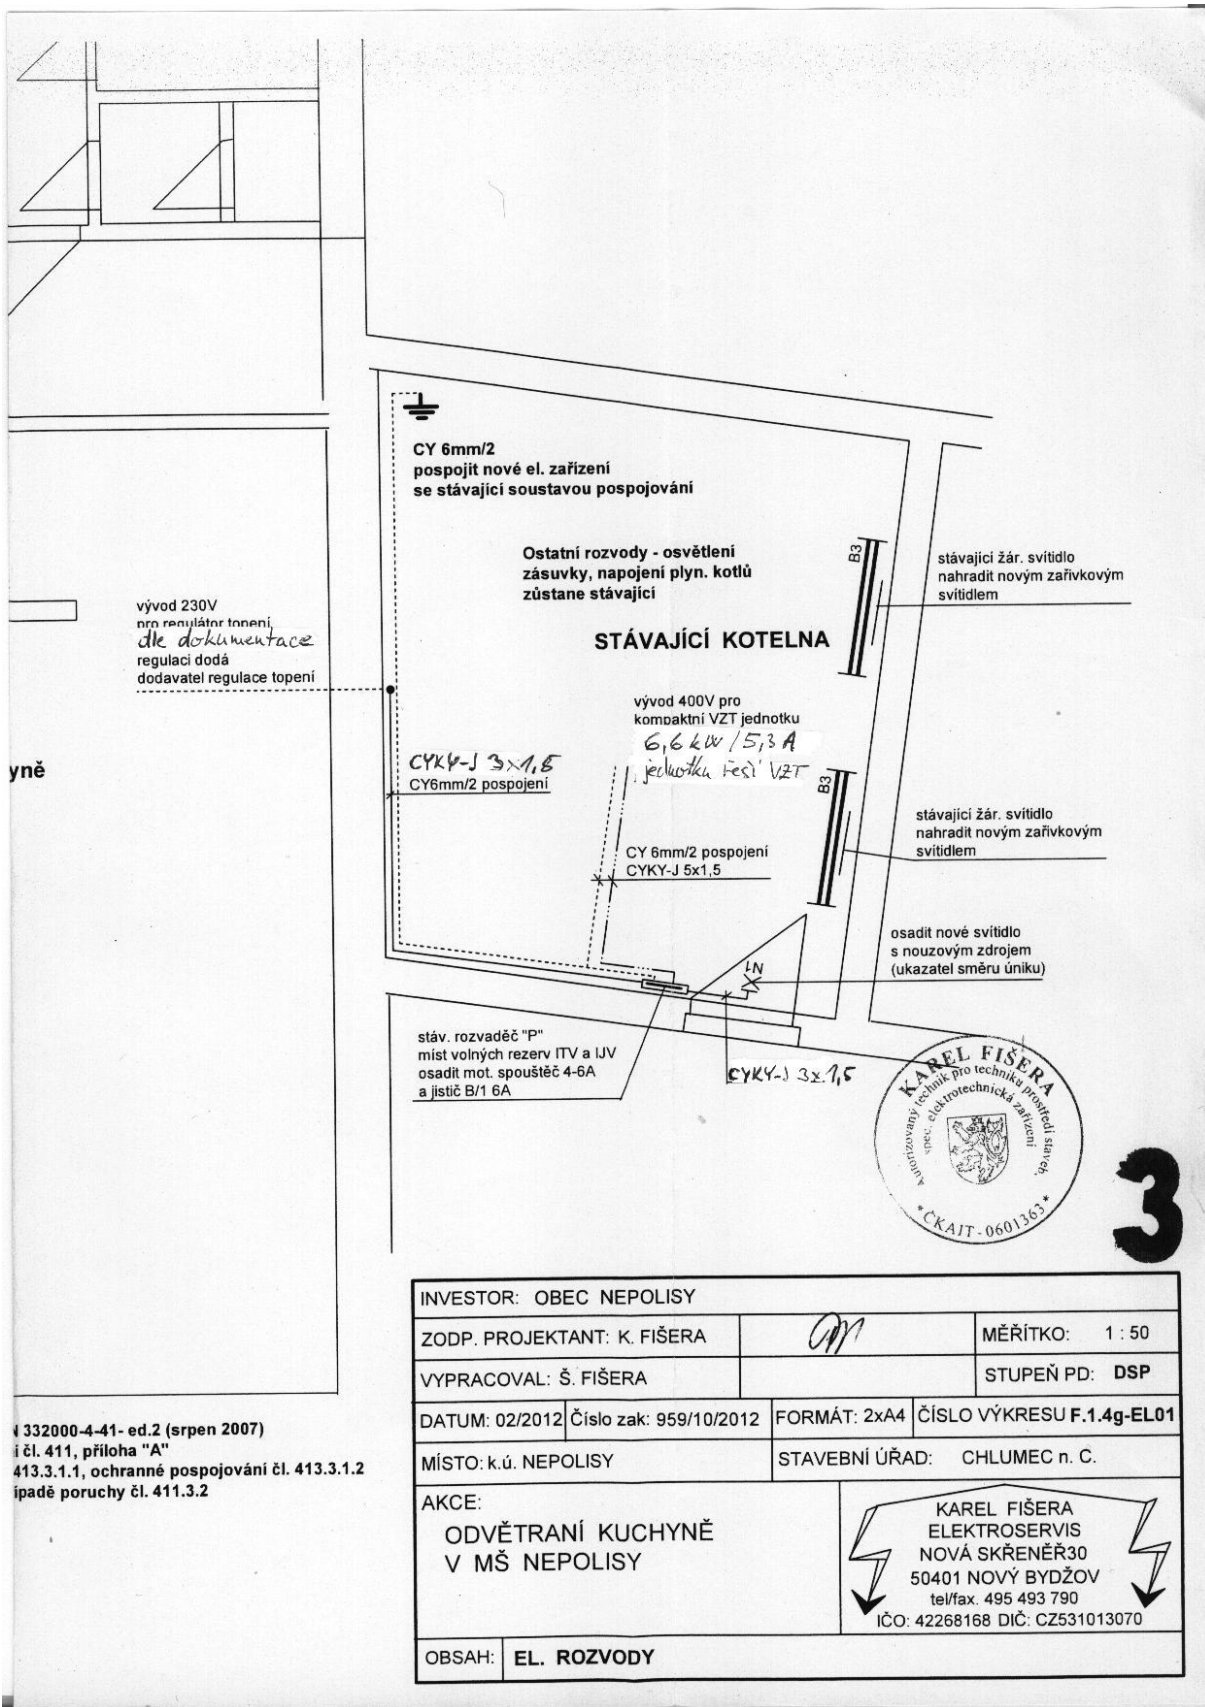 CY 6mm/2
pospojit nové el. zařízení
se stávající soustavou pospojování
Ostatní rozvody - osvětlení
zásuvky, napojení plyn. kotlů
zůstane stávající
STÁVAJÍCÍ KOTELNA
B3
stávající žár. svítidlo
nahradit novým zařivkovým
svítidlem
vývod 230V
pro regulátor topení
dle dokumentace
regulaci dodá
dodavatel regulace topení
yně
vývod 400V pro
kompaktní VZT jednotku
6,6 kW / 5,3 A
jednotku řeší VZT
CYKY-J 3x1,5
CY6mm/2 pospojení
B3
stávající žár. svítidlo
nahradit novým zařivkovým
svítidlem
CY 6mm/2 pospojení
CYKY-J 5x1,5
osadit nové svítidlo
s nouzovým zdrojem
(ukazatel směru úniku)
N1
stáv. rozvaděč "P"
míst volných rezerv ITV a IJV
osadit mot. spouštěč 4-6A
a jistič B/1 6A
CYKY-J 3x1,5
KAREL FIŠERA
Autorizovaný technik pro techniku prostředí staveb,
spec. elektrotechnická zařízení
* ČKAIT - 0601363 *
3
INVESTOR: OBEC NEPOLISY
ZODP. PROJEKTANT: K. FIŠERA
MĚŘÍTKO: 1 : 50
VYPRACOVAL: Š. FIŠERA
STUPEŇ PD: DSP
DATUM: 02/2012 Číslo zak: 959/10/2012 FORMÁT: 2xA4 ČÍSLO VÝKRESU F.1.4g-EL01
MÍSTO: k.ú. NEPOLISY
STAVEBNÍ ÚŘAD: CHLUMEC n. C.
AKCE:
ODVĚTRANÍ KUCHYNĚ
V MŠ NEPOLISY
KAREL FIŠERA
ELEKTROSERVIS
NOVÁ SKŘENĚŘ30
50401 NOVÝ BYDŽOV
tel/fax. 495 493 790
IČO: 42268168 DIČ: CZ531013070
OBSAH: EL. ROZVODY
332000-4-41- ed.2 (srpen 2007)
i čl. 411, příloha "A"
413.3.1.1, ochranné pospojování čl. 413.3.1.2
ípadě poruchy čl. 411.3.2